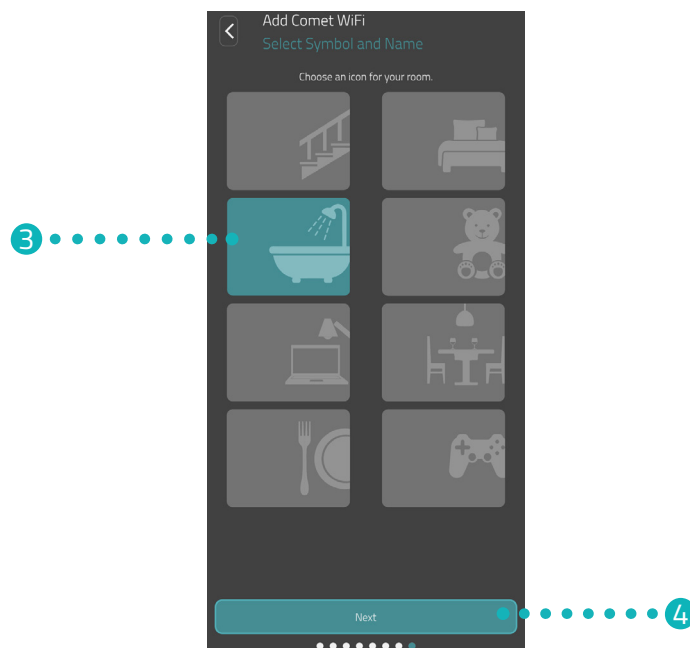 Add Comet WiFi
Select Symbol and Name
Choose an icon for your room.
3
Next
4